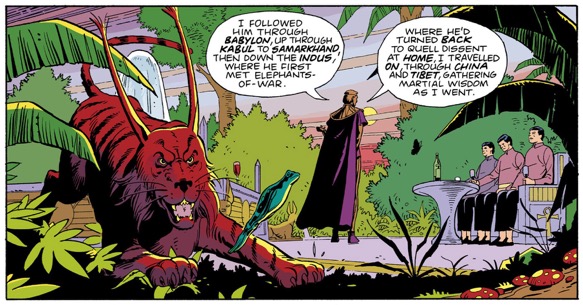 I FOLLOWED
HIM THROUGH
BABYLON, UP THROUGH
KABUL TO SAMARKHAND,
THEN DOWN THE INDUS,
WHERE HE FIRST
MET ELEPHANTS-
OF-WAR.
WHERE HE'D
TURNED BACK
TO QUELL DISSENT
AT HOME, I TRAVELLED
ON, THROUGH CHINA
AND TIBET, GATHERING
MARTIAL WISDOM
AS I WENT.